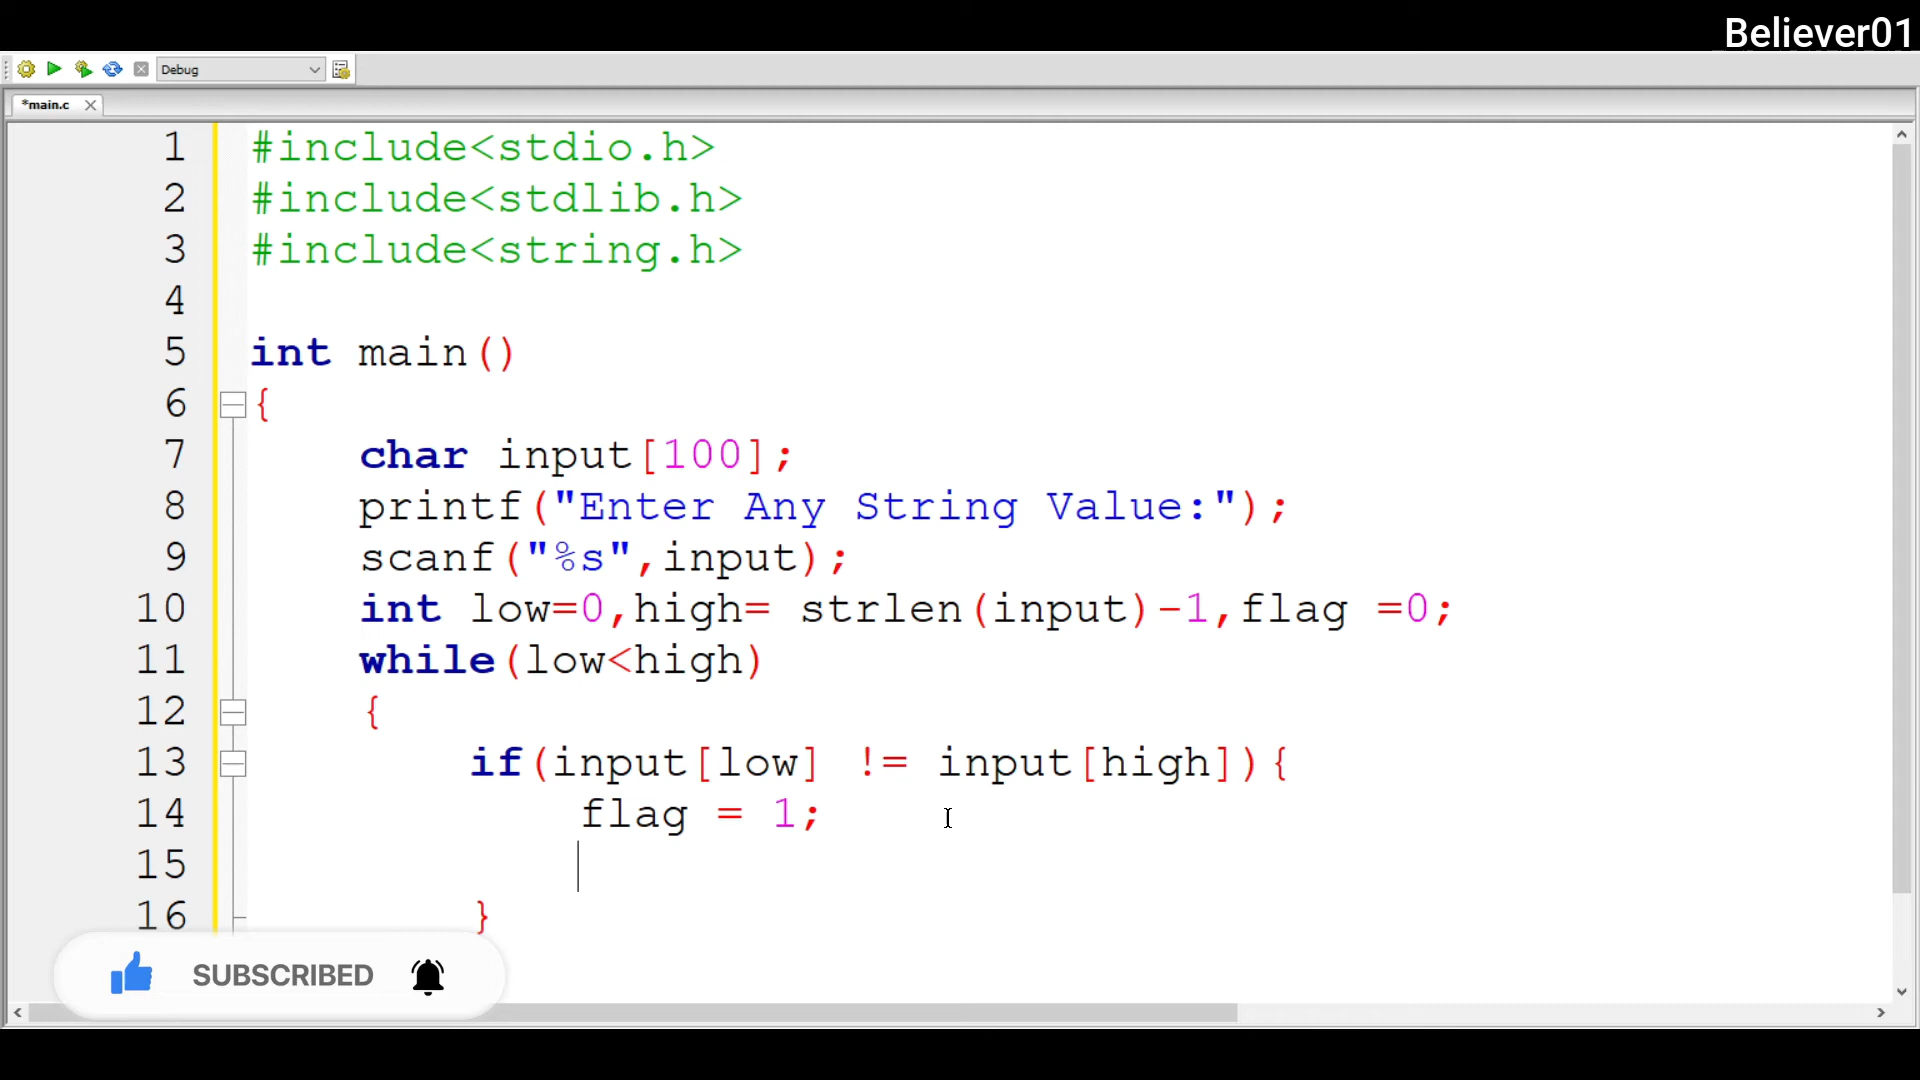 Believer01
Debug
*main.c
1 #include<stdio.h>
2 #include<stdlib.h>
3 #include<string.h>
4
5 int main()
6 {
7 char input[100];
8 printf("Enter Any String Value:");
9 scanf("%s",input);
10 int low=0,high= strlen(input)-1,flag =0;
11 while(low<high)
12 {
13 if(input[low] != input[high]){
14 flag = 1;
15
16 }
SUBSCRIBED